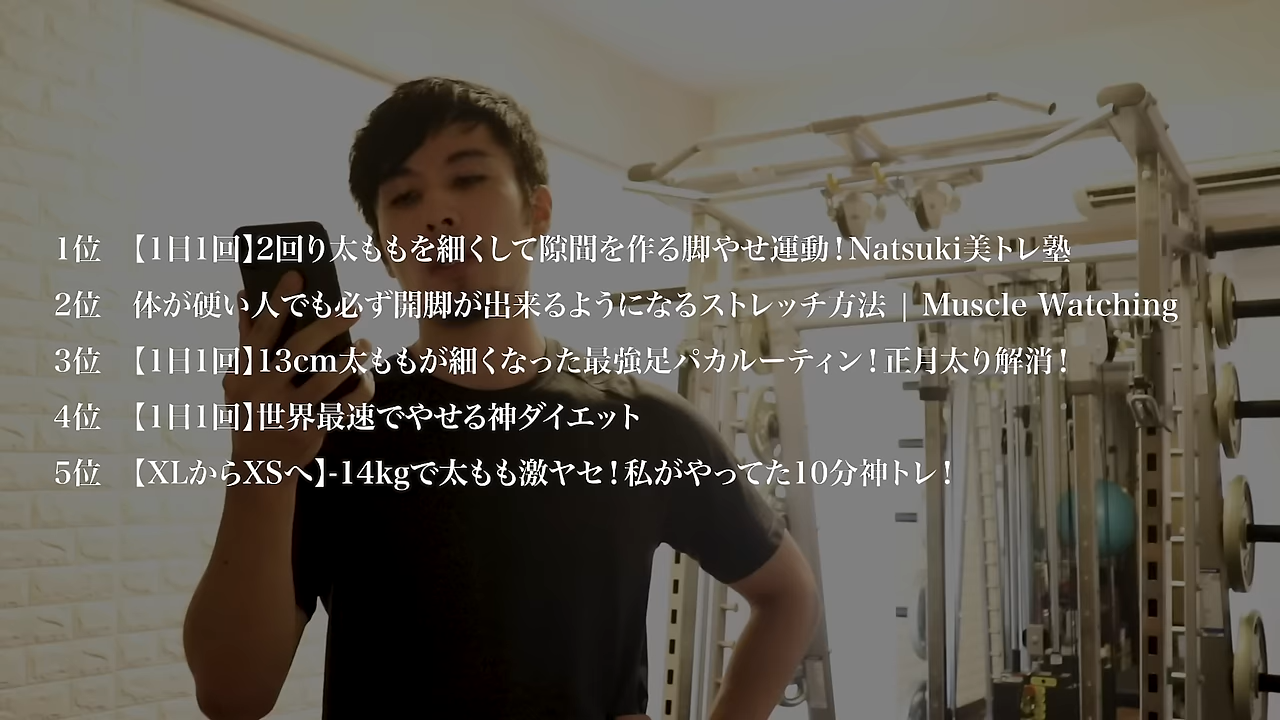 1位 【1日1回】2回り太ももを細くして隙間を作る脚やせ運動！Natsuki美トレ塾
2位 体が硬い人でも必ず開脚が出来るようになるストレッチ方法 | Muscle Watching
3位 【1日1回】13cm太ももが細くなった最強足パカルーティン！正月太り解消！
4位 【1日1回】世界最速でやせる神ダイエット
5位 【XLからXSへ】-14kgで太もも激ヤセ！私がやってた10分神トレ！